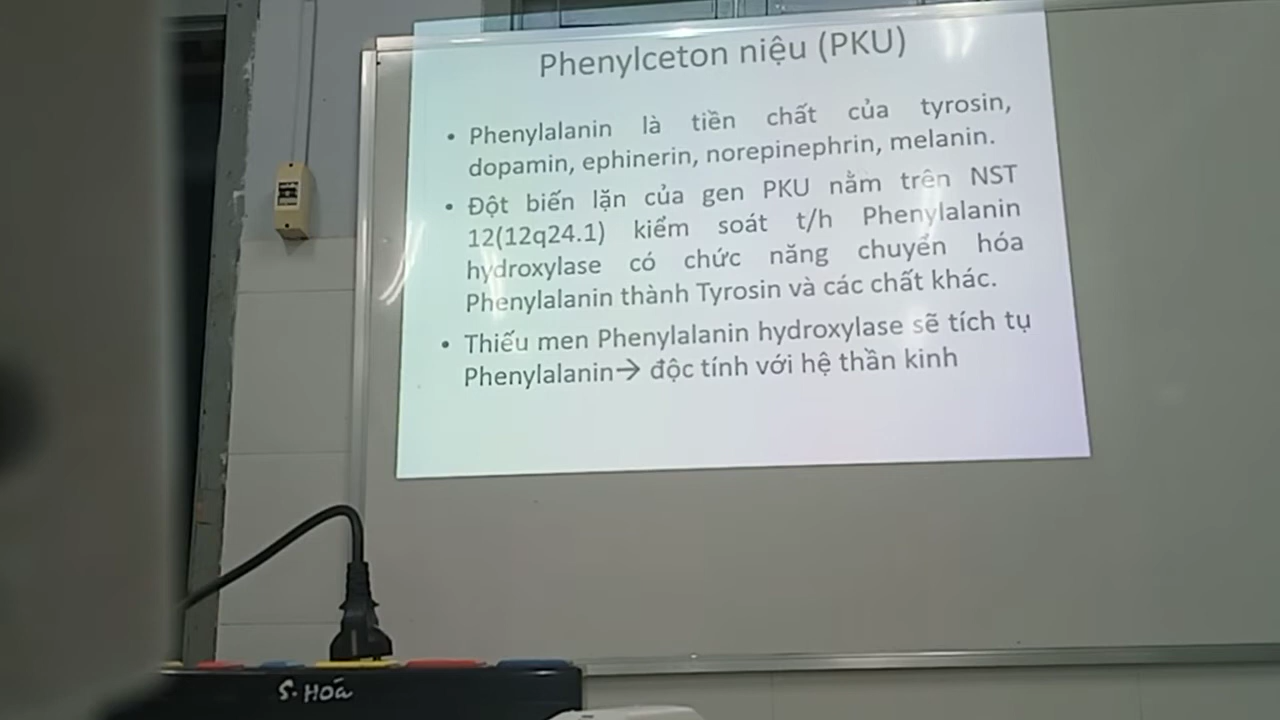 Phenylceton niệu (PKU)
• Phenylalanin là tiền chất của tyrosin,
dopamin, ephinerin, norepinephrin, melanin.
• Đột biến lặn của gen PKU nằm trên NST
12(12q24.1) kiểm soát t/h Phenylalanin
hydroxylase có chức năng chuyển hóa
Phenylalanin thành Tyrosin và các chất khác.
• Thiếu men Phenylalanin hydroxylase sẽ tích tụ
Phenylalanin→ độc tính với hệ thần kinh
S. Hoá